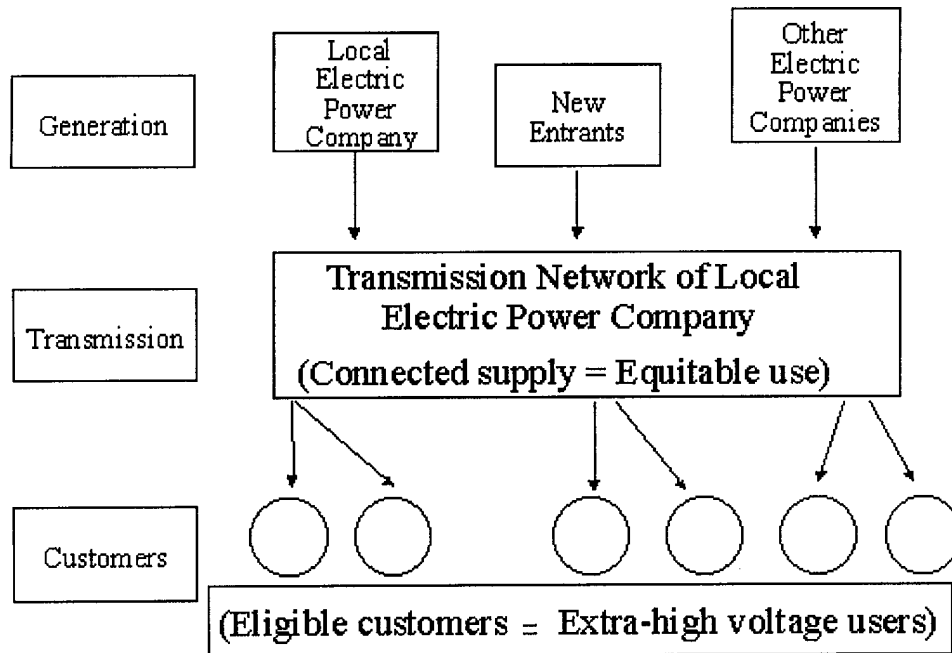 Generation
Local
Electric
Power
Company
New
Entrants
Other
Electric
Power
Companies
Transmission
Transmission Network of Local
Electric Power Company
(Connected supply = Equitable use)
Customers
(Eligible customers = Extra-high voltage users)